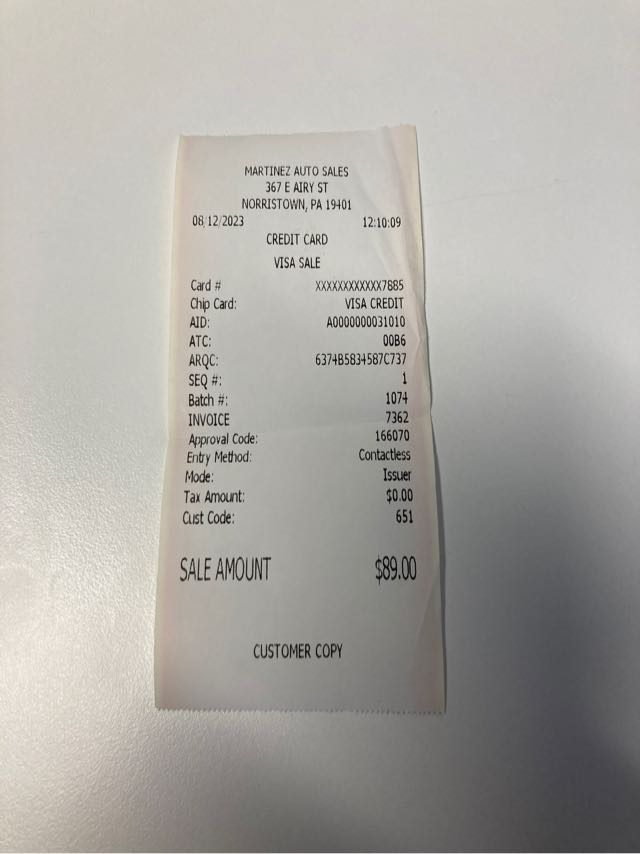 MARTINEZ AUTO SALES
367 E AIRY ST
NORRISTOWN, PA 19401
08/12/2023 12:10:09
CREDIT CARD
VISA SALE
Card # XXXXXXXXXXXX7885
Chip Card: VISA CREDIT
AID: A0000000031010
ATC: 00B6
ARQC: 6374B5834587C737
SEQ #: 1
Batch #: 1074
INVOICE 7362
Approval Code: 166070
Entry Method: Contactless
Mode: Issuer
Tax Amount: $0.00
Cust Code: 651
SALE AMOUNT $89.00
CUSTOMER COPY